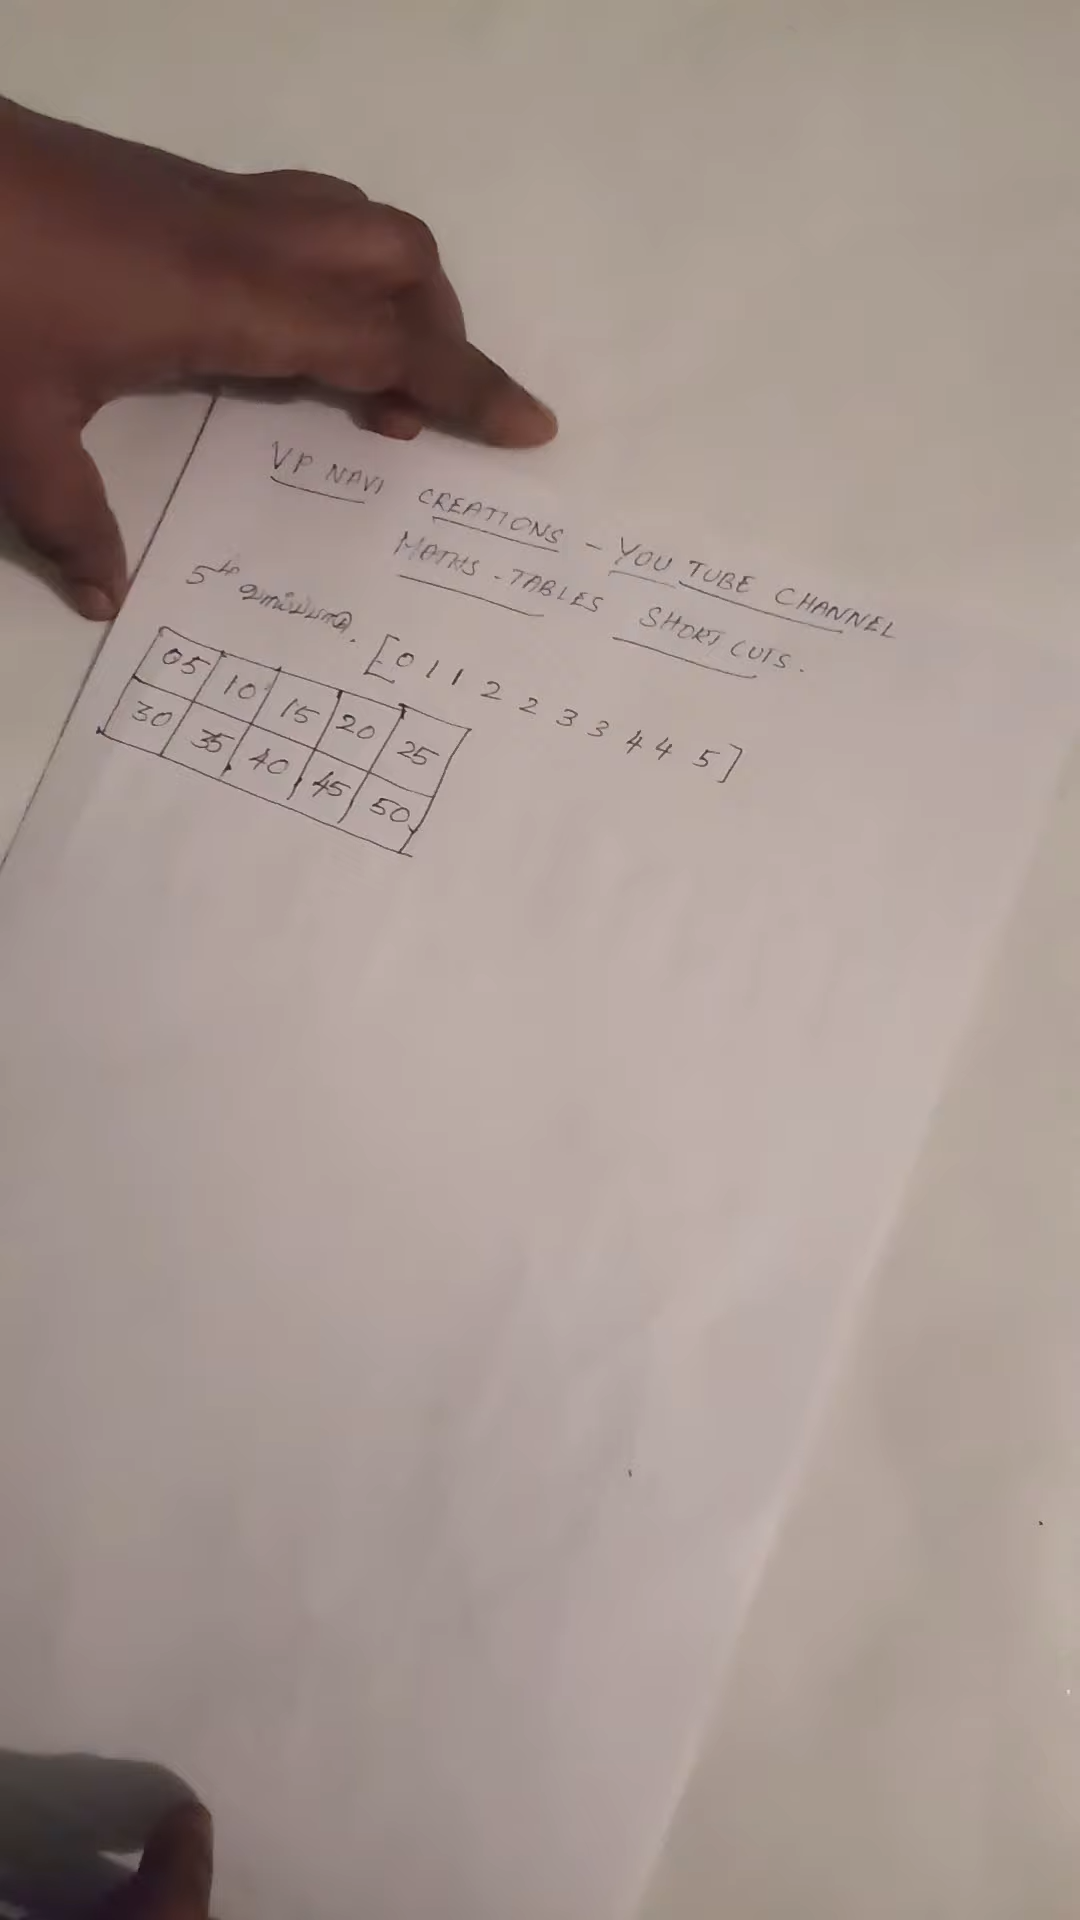 VP NAVI CREATIONS - YOU TUBE CHANNEL
MATHS - TABLES SHORT CUTS.
5ம் வாய்ப்பாடு. [0 1 1 2 2 3 3 4 4 5]
05 10 15 20 25
30 35 40 45 50